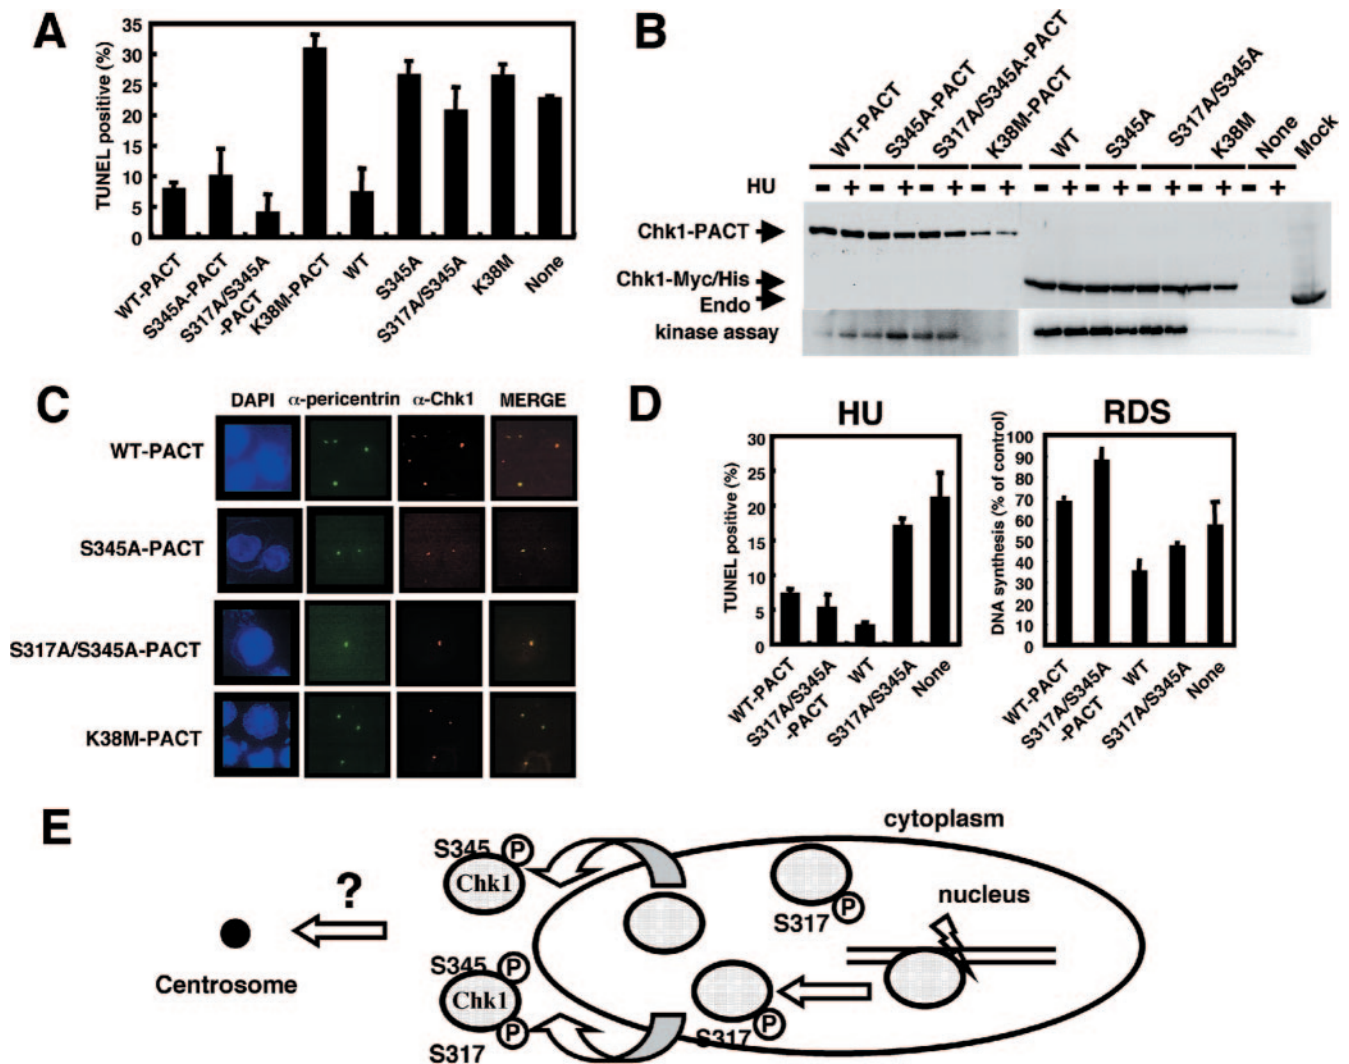 A
TUNEL positive (%)
35
30
25
20
15
10
5
0
WT-PACT
S345A-PACT
S317A/S345A
-PACT
K38M-PACT
WT
S345A
S317A/S345A
K38M
None
B
WT-PACT
S345A-PACT
S317A/S345A-PACT
K38M-PACT
WT
S345A
S317A/S345A
K38M
None
Mock
HU - + - + - + - + - + - + - + - + - +
Chk1-PACT
Chk1-Myc/His
Endo
kinase assay
C
DAPI α-pericentrin α-Chk1 MERGE
WT-PACT
S345A-PACT
S317A/S345A-PACT
K38M-PACT
D
HU
TUNEL positive (%)
30
25
20
15
10
5
0
WT-PACT
S317A/S345A
-PACT
WT
S317A/S345A
None
RDS
DNA synthesis (% of control)
100
90
80
70
60
50
40
30
20
10
0
WT-PACT
S317A/S345A
-PACT
WT
S317A/S345A
None
E
cytoplasm
nucleus
S345 P
Chk1
?
Centrosome
S317 P
S345 P
Chk1
P
S317
S317 P